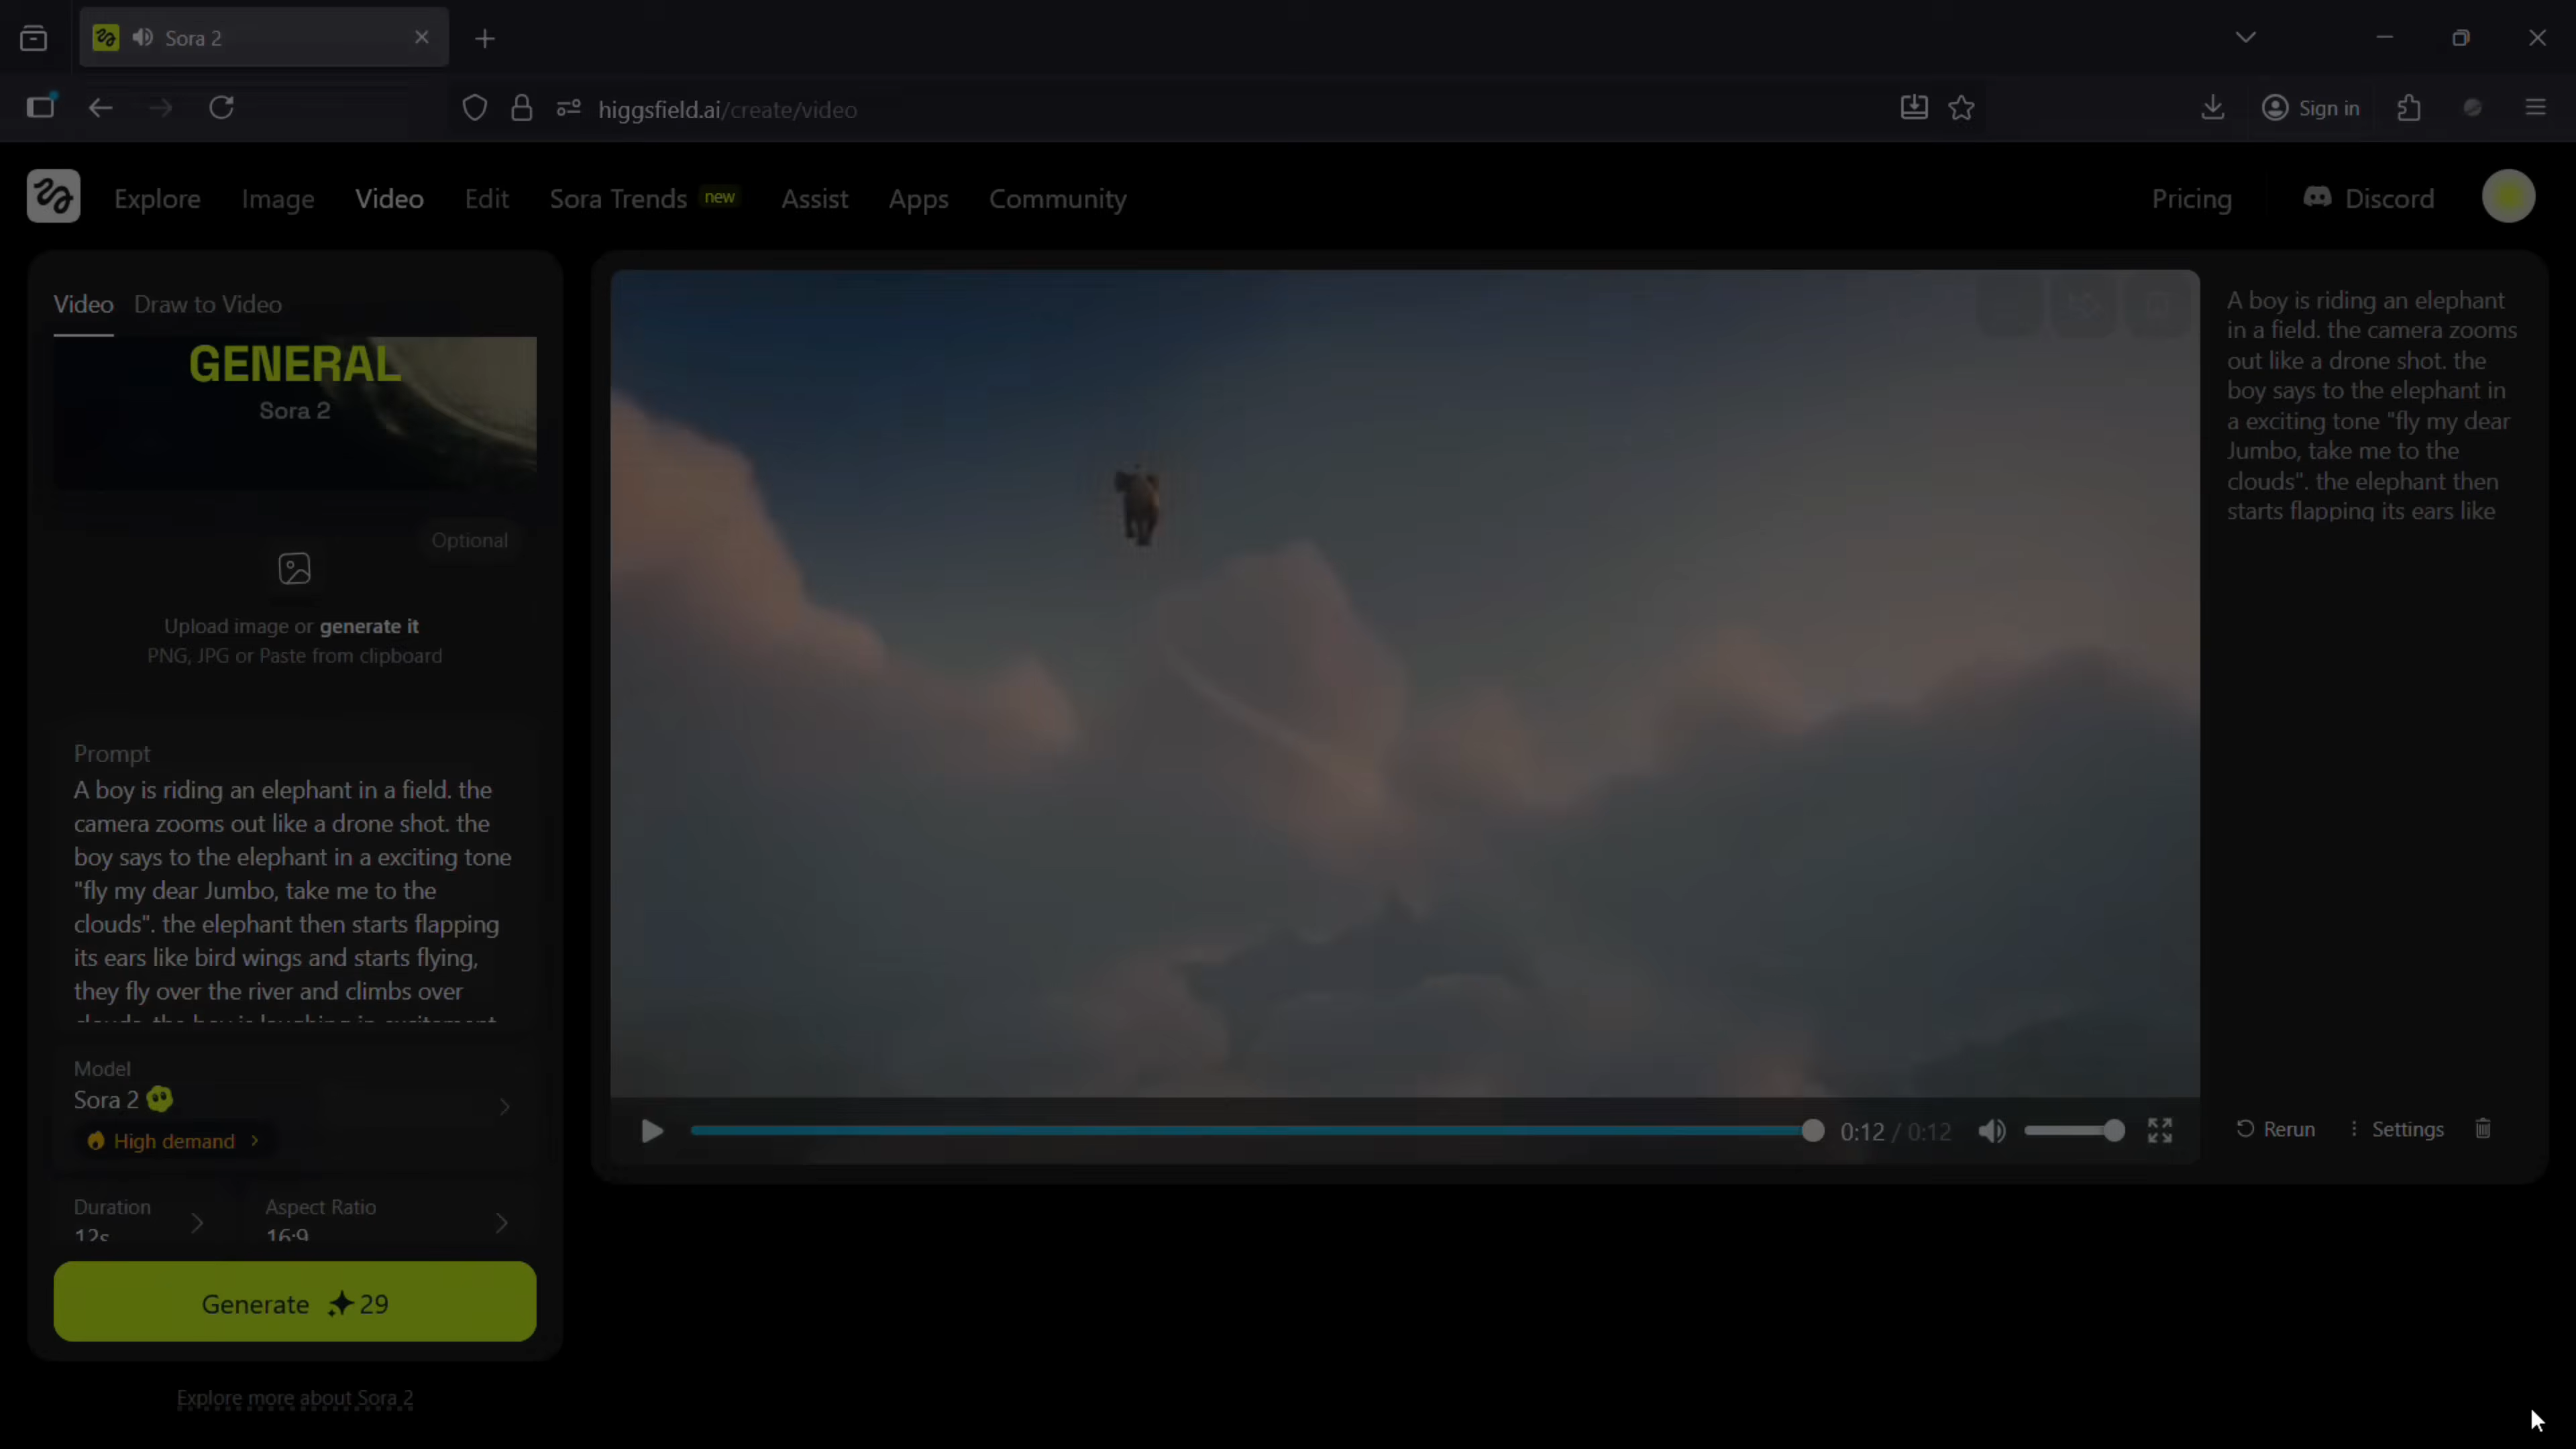 Sora 2
higgsfield.ai/create/video
Sign in
Explore
Image
Video
Edit
Sora Trends new
Assist
Apps
Community
Pricing
Discord
Video
Draw to Video
GENERAL
Sora 2
Optional
Upload image or generate it
PNG, JPG or Paste from clipboard
Prompt
A boy is riding an elephant in a field. the
camera zooms out like a drone shot. the
boy says to the elephant in a exciting tone
"fly my dear Jumbo, take me to the
clouds". the elephant then starts flapping
its ears like bird wings and starts flying,
they fly over the river and climbs over
clouds, the boy is laughing in excitement
Model
Sora 2
High demand
Duration
12s
Aspect Ratio
16:9
Generate 29
Explore more about Sora 2
0:12 / 0:12
A boy is riding an elephant
in a field. the camera zooms
out like a drone shot. the
boy says to the elephant in
a exciting tone "fly my dear
Jumbo, take me to the
clouds". the elephant then
starts flapping its ears like
Rerun
Settings